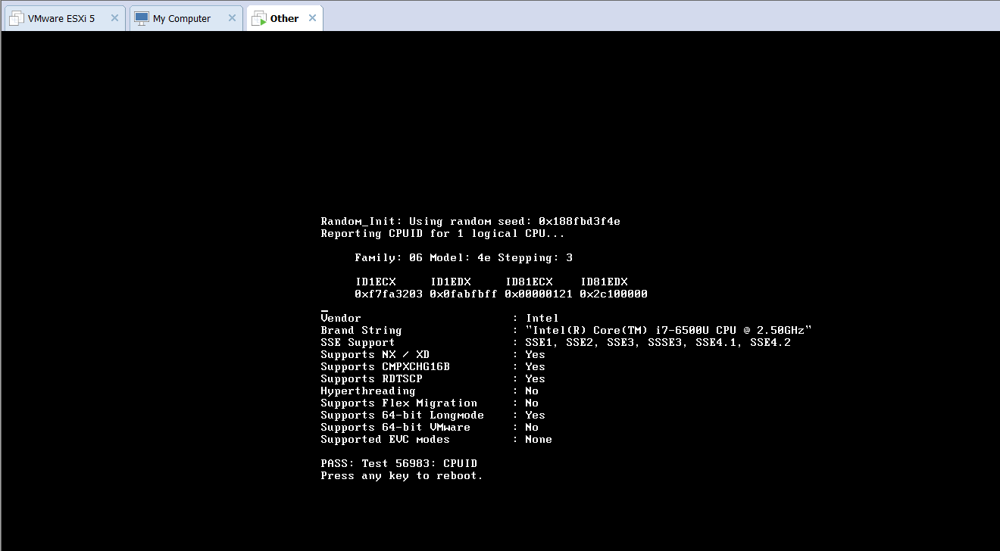 VMware ESXi 5 My Computer Other
Random_Init: Using random seed: 0x188fbd3f4e
Reporting CPUID for 1 logical CPU...
Family: 06 Model: 4e Stepping: 3
ID1ECX ID1EDX ID81ECX ID81EDX
0xf7fa3203 0x0fabfbff 0x00000121 0x2c100000
Vendor : Intel
Brand String : "Intel(R) Core(TM) i7-6500U CPU @ 2.50GHz"
SSE Support : SSE1, SSE2, SSE3, SSSE3, SSE4.1, SSE4.2
Supports NX / XD : Yes
Supports CMPXCHG16B : Yes
Supports RDTSCP : Yes
Hyperthreading : No
Supports Flex Migration : No
Supports 64-bit Longmode : Yes
Supports 64-bit VMware : No
Supported EVC modes : None
PASS: Test 56983: CPUID
Press any key to reboot.